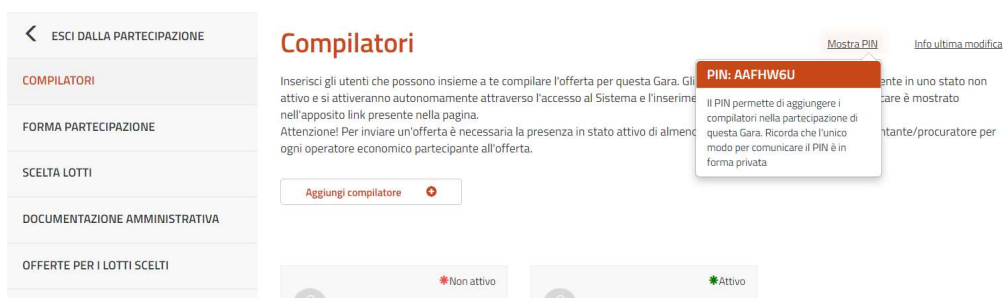 ESCI DALLA PARTECIPAZIONE
COMPILATORI
FORMA PARTECIPAZIONE
SCELTA LOTTI
DOCUMENTAZIONE AMMINISTRATIVA
OFFERTE PER I LOTTI SCELTI
Compilatori
Mostra PIN
Info ultima modifica
Inserisci gli utenti che possono insieme a te compilare l'offerta per questa Gara. Gli
ente in uno stato non
attivo e si attiveranno autonomamente attraverso l'accesso al Sistema e l'inserime
care è mostrato
nell'apposito link presente nella pagina.
Attenzione! Per inviare un'offerta è necessaria la presenza in stato attivo di almeno
ntante/procuratore per
ogni operatore economico partecipante all'offerta.
PIN: AAFHW6U
Il PIN permette di aggiungere i
compilatori nella partecipazione di
questa Gara. Ricorda che l'unico
modo per comunicare il PIN è in
forma privata
Aggiungi compilatore
Non attivo
Attivo